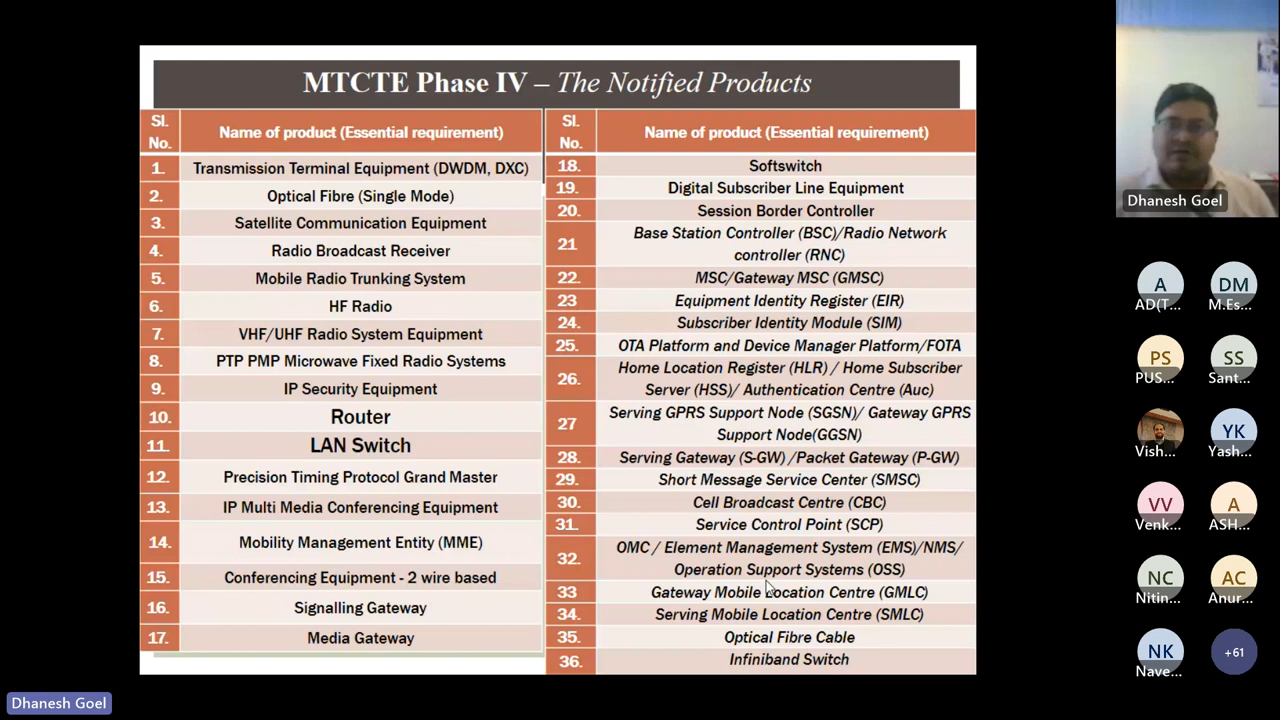 MTCTE Phase IV – The Notified Products
Sl. No. Name of product (Essential requirement)
1. Transmission Terminal Equipment (DWDM, DXC)
2. Optical Fibre (Single Mode)
3. Satellite Communication Equipment
4. Radio Broadcast Receiver
5. Mobile Radio Trunking System
6. HF Radio
7. VHF/UHF Radio System Equipment
8. PTP PMP Microwave Fixed Radio Systems
9. IP Security Equipment
10. Router
11. LAN Switch
12. Precision Timing Protocol Grand Master
13. IP Multi Media Conferencing Equipment
14. Mobility Management Entity (MME)
15. Conferencing Equipment - 2 wire based
16. Signalling Gateway
17. Media Gateway
Sl. No. Name of product (Essential requirement)
18. Softswitch
19. Digital Subscriber Line Equipment
20. Session Border Controller
21 Base Station Controller (BSC)/Radio Network
controller (RNC)
22. MSC/Gateway MSC (GMSC)
23 Equipment Identity Register (EIR)
24. Subscriber Identity Module (SIM)
25. OTA Platform and Device Manager Platform/FOTA
26. Home Location Register (HLR) / Home Subscriber
Server (HSS)/ Authentication Centre (Auc)
27 Serving GPRS Support Node (SGSN)/ Gateway GPRS
Support Node(GGSN)
28. Serving Gateway (S-GW) /Packet Gateway (P-GW)
29. Short Message Service Center (SMSC)
30. Cell Broadcast Centre (CBC)
31. Service Control Point (SCP)
32. OMC / Element Management System (EMS)/NMS/
Operation Support Systems (OSS)
33 Gateway Mobile Location Centre (GMLC)
34. Serving Mobile Location Centre (SMLC)
35. Optical Fibre Cable
36. Infiniband Switch
Dhanesh Goel
A DM
AD(T... M.Es...
PS SS
PUS... Sant...
YK
Vish... Yash...
VV A
Venk... ASH...
NC AC
Nitin... Anur...
NK +61
Nave...
Dhanesh Goel